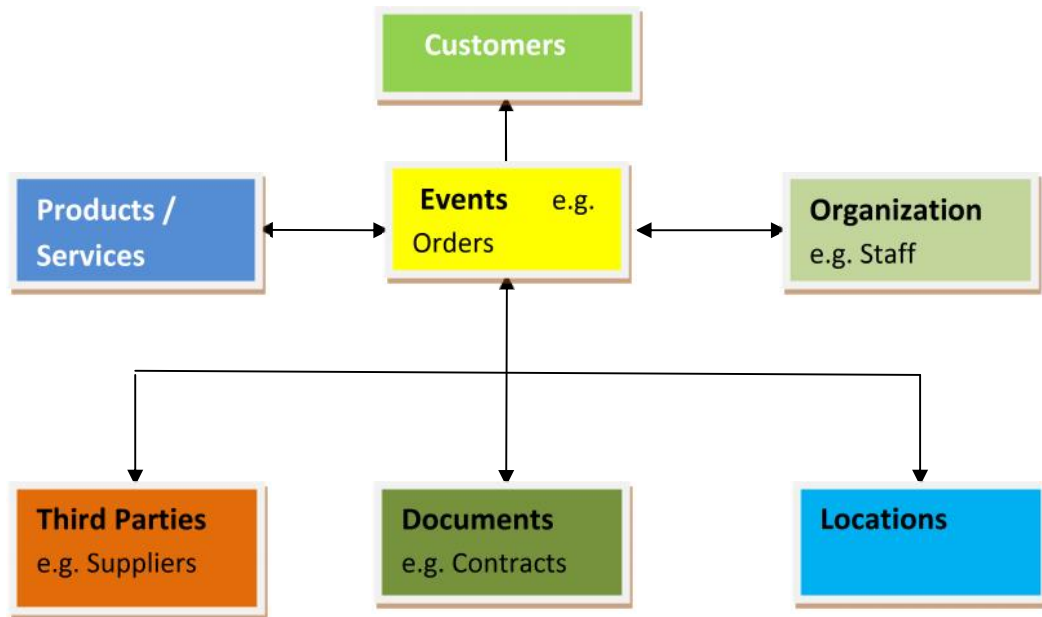 Customers
Products /
Services
Events e.g.
Orders
Organization
e.g. Staff
Third Parties
e.g. Suppliers
Documents
e.g. Contracts
Locations